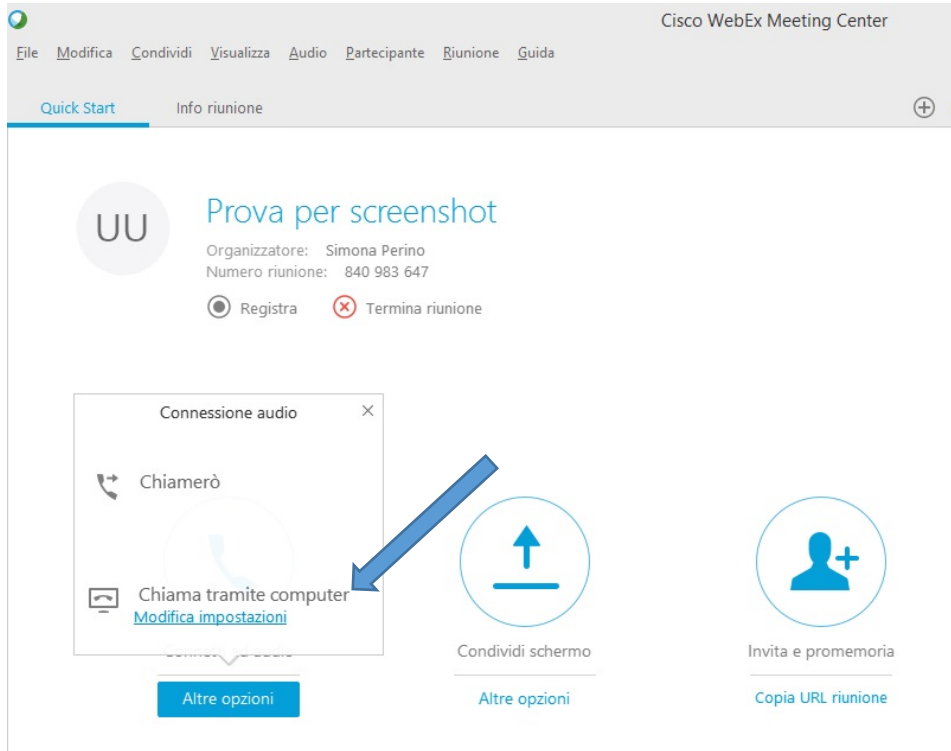 Cisco WebEx Meeting Center
File Modifica Condividi Visualizza Audio Partecipante Riunione Guida
Quick Start Info riunione
UU
Prova per screenshot
Organizzatore: Simona Perino
Numero riunione: 840 983 647
Registra Termina riunione
Connessione audio
Chiamerò
Chiama tramite computer
Modifica impostazioni
Condividi schermo
Invita e promemoria
Altre opzioni
Altre opzioni
Copia URL riunione